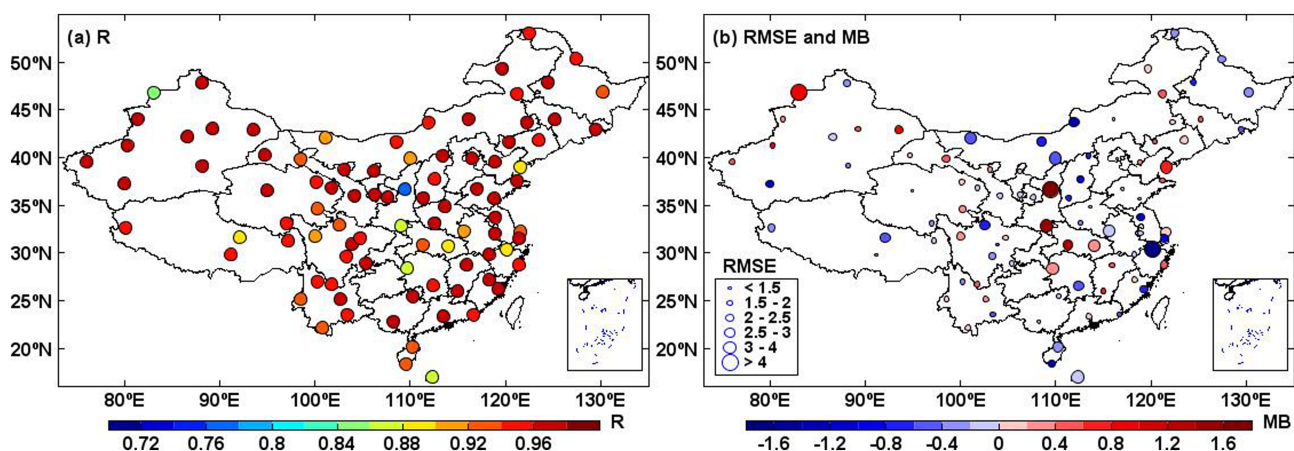 (a) R
(b) RMSE and MB
50ºN
45ºN
40ºN
35ºN
30ºN
25ºN
20ºN
80ºE 90ºE 100ºE 110ºE 120ºE 130ºE
0.72 0.76 0.8 0.84 0.88 0.92 0.96 R
50ºN
45ºN
40ºN
35ºN
30ºN
25ºN
20ºN
RMSE
< 1.5
1.5 - 2
2 - 2.5
2.5 - 3
3 - 4
> 4
80ºE 90ºE 100ºE 110ºE 120ºE 130ºE
-1.6 -1.2 -0.8 -0.4 0 0.4 0.8 1.2 1.6 MB